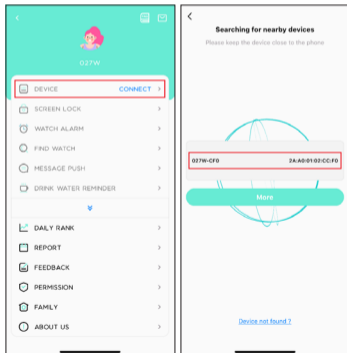 027W
DEVICE CONNECT
SCREEN LOCK
WATCH ALARM
FIND WATCH
MESSAGE PUSH
DRINK WATER REMINDER
DAILY RANK
REPORT
FEEDBACK
PERMISSION
FAMILY
ABOUT US
Searching for nearby devices
Please keep the device close to the phone
027W-CF0 2A:A0:01:02:CC:F0
More
Device not found ?